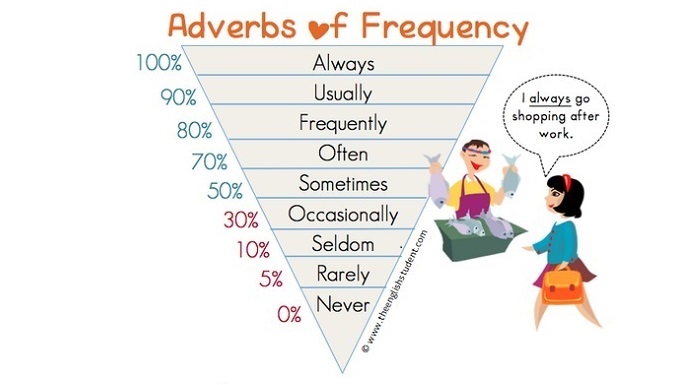 Adverbs of Frequency
100% Always
90% Usually
80% Frequently
70% Often
50% Sometimes
30% Occasionally
10% Seldom
5% Rarely
0% Never
I always go
shopping after
work.
© www.theenglishstudent.com